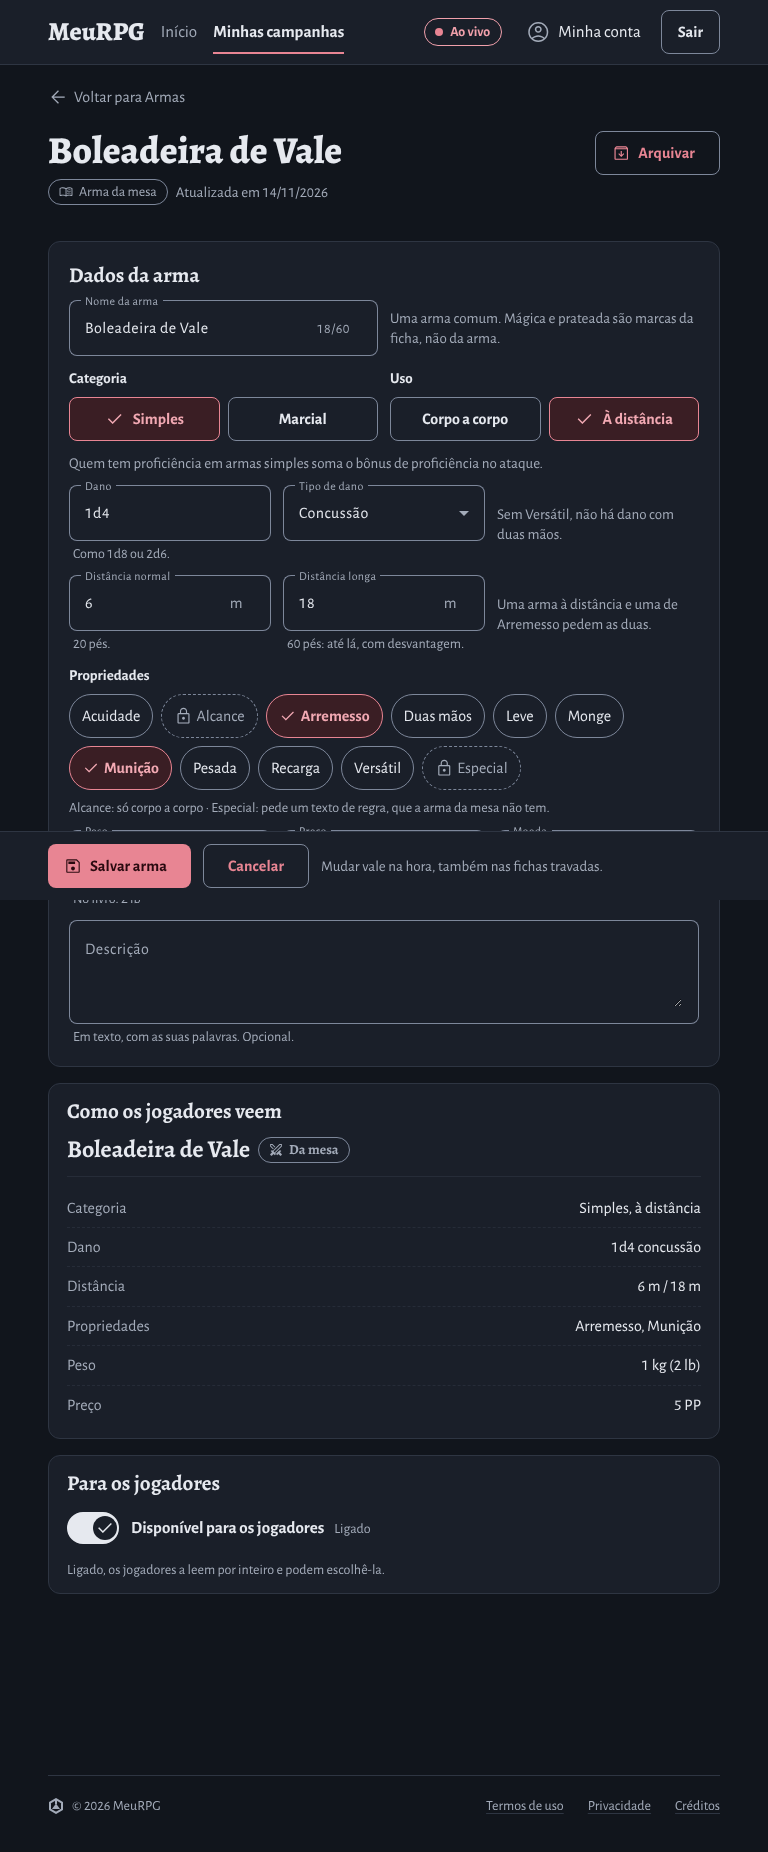 MeuRPG Início Minhas campanhas Ao vivo Minha conta Sair
Voltar para Armas
Boleadeira de Vale
Arquivar
Arma da mesa Atualizada em 14/11/2026
Dados da arma
Nome da arma
Boleadeira de Vale 18/60
Uma arma comum. Mágica e prateada são marcas da
ficha, não da arma.
Categoria Uso
Simples Marcial Corpo a corpo À distância
Quem tem proficiência em armas simples soma o bônus de proficiência no ataque.
Dano Tipo de dano
1d4 Concussão
Sem Versátil, não há dano com
duas mãos.
Como 1d8 ou 2d6.
Distância normal Distância longa
6 m 18 m
Uma arma à distância e uma de
Arremesso pedem as duas.
20 pés. 60 pés: até lá, com desvantagem.
Propriedades
Acuidade Alcance Arremesso Duas mãos Leve Monge
Munição Pesada Recarga Versátil Especial
Alcance: só corpo a corpo · Especial: pede um texto de regra, que a arma da mesa não tem.
Peso Preço Moeda
Salvar arma Cancelar Mudar vale na hora, também nas fichas travadas.
No livro: 2 lb
Descrição
Em texto, com as suas palavras. Opcional.
Como os jogadores veem
Boleadeira de Vale Da mesa
Categoria Simples, à distância
Dano 1d4 concussão
Distância 6 m / 18 m
Propriedades Arremesso, Munição
Peso 1 kg (2 lb)
Preço 5 PP
Para os jogadores
Disponível para os jogadores Ligado
Ligado, os jogadores a leem por inteiro e podem escolhê-la.
© 2026 MeuRPG Termos de uso Privacidade Créditos